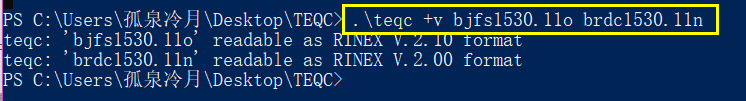 PS C:\Users\孤泉冷月\Desktop\TEQC> .\teqc +v bjfs1530.11o brdc1530.11n
teqc: 'bjfs1530.11o' readable as RINEX V.2.10 format
teqc: 'brdc1530.11n' readable as RINEX V.2.00 format
PS C:\Users\孤泉冷月\Desktop\TEQC>